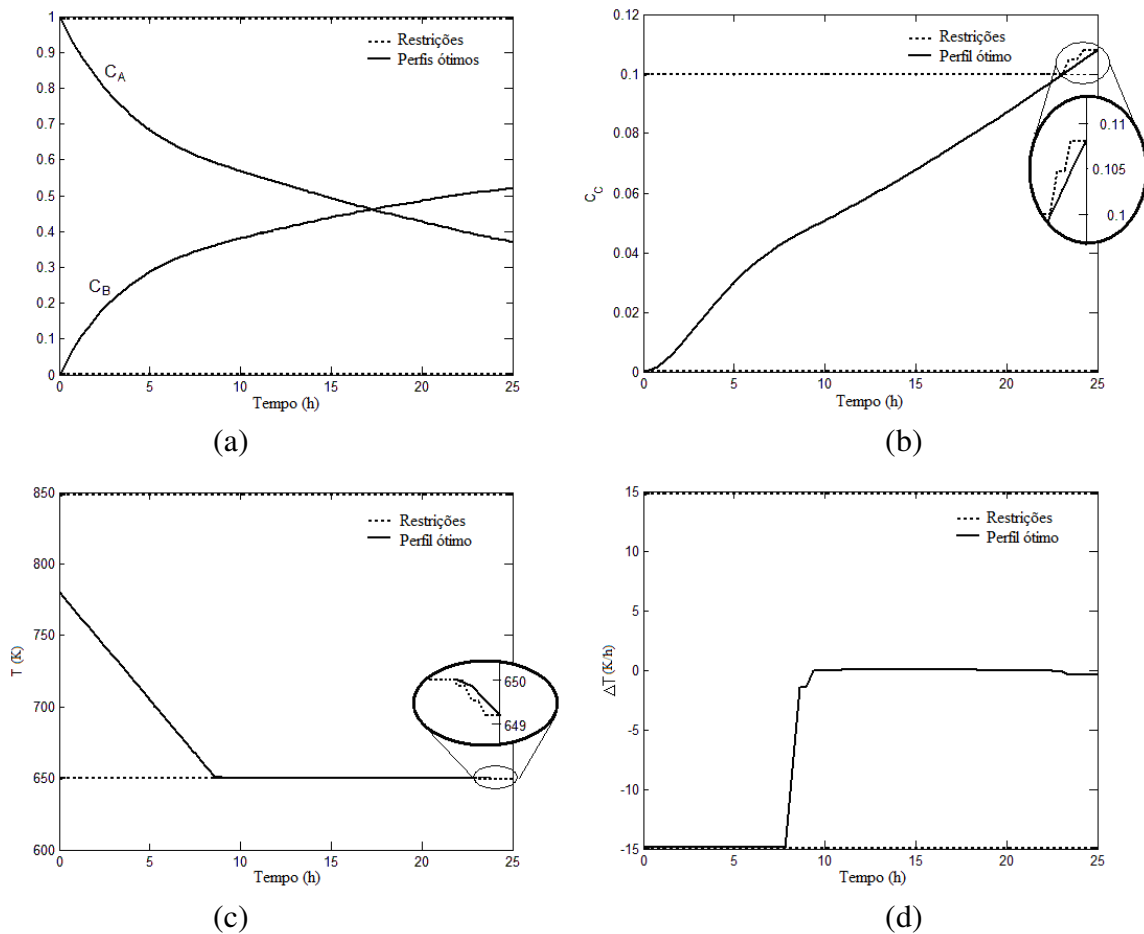 1
0.9
0.8
0.7
0.6
0.5
0.4
0.3
0.2
0.1
0
C_A
C_B
Restrições
Perfis ótimos
0 5 10 15 20 25
Tempo (h)
(a)
0.12
0.1
0.08
0.06
0.04
0.02
0
C_C
Restrições
Perfil ótimo
0.11
0.105
0.1
0 5 10 15 20 25
Tempo (h)
(b)
850
800
750
700
650
600
T (K)
Restrições
Perfil ótimo
650
649
0 5 10 15 20 25
Tempo (h)
(c)
15
10
5
0
-5
-10
-15
△T (K/h)
Restrições
Perfil ótimo
0 5 10 15 20 25
Tempo (h)
(d)